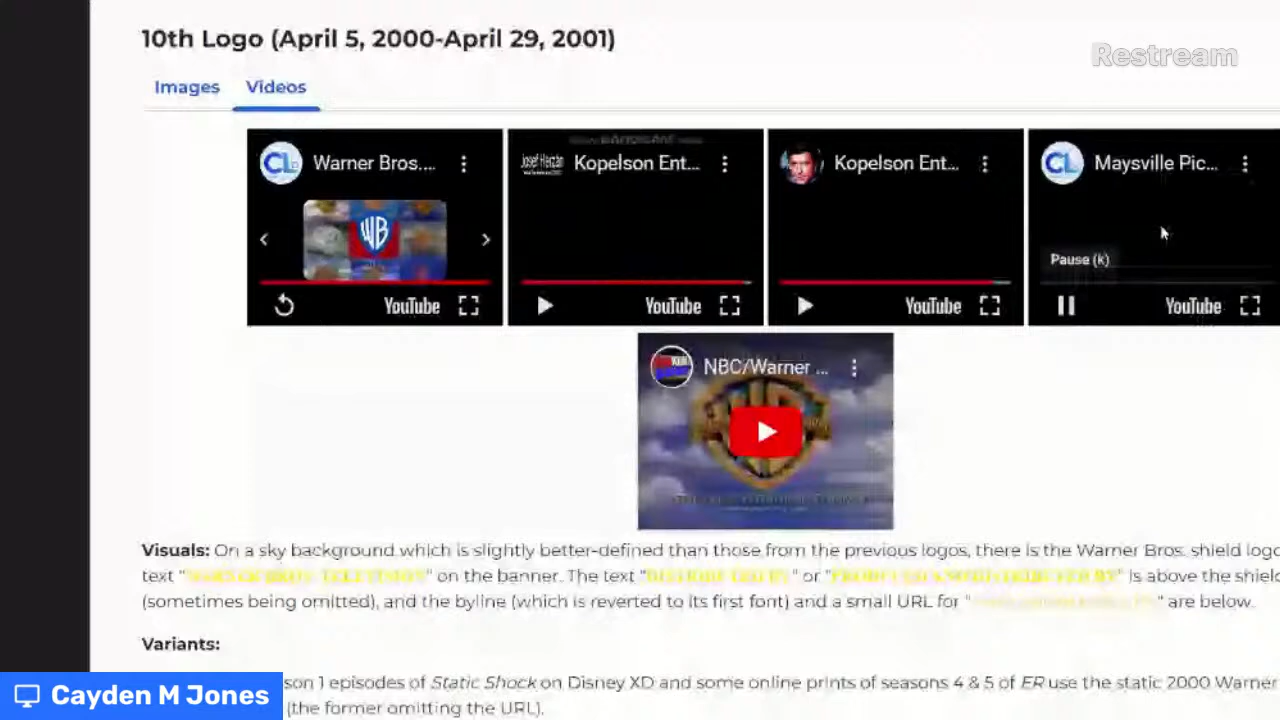 10th Logo (April 5, 2000-April 29, 2001)
Restream
Images Videos
CL Warner Bros....
Josef Herzán Kopelson Ent...
Kopelson Ent...
CL Maysville Pic...
WB
Pause (k)
YouTube
YouTube
YouTube
YouTube
NBC/Warner ...
Visuals: On a sky background which is slightly better-defined than those from the previous logos, there is the Warner Bros. shield logo
text " " on the banner. The text " " or " " is above the shield
(sometimes being omitted), and the byline (which is reverted to its first font) and a small URL for " " are below.
Variants:
son 1 episodes of Static Shock on Disney XD and some online prints of seasons 4 & 5 of ER use the static 2000 Warner
(the former omitting the URL).
Cayden M Jones